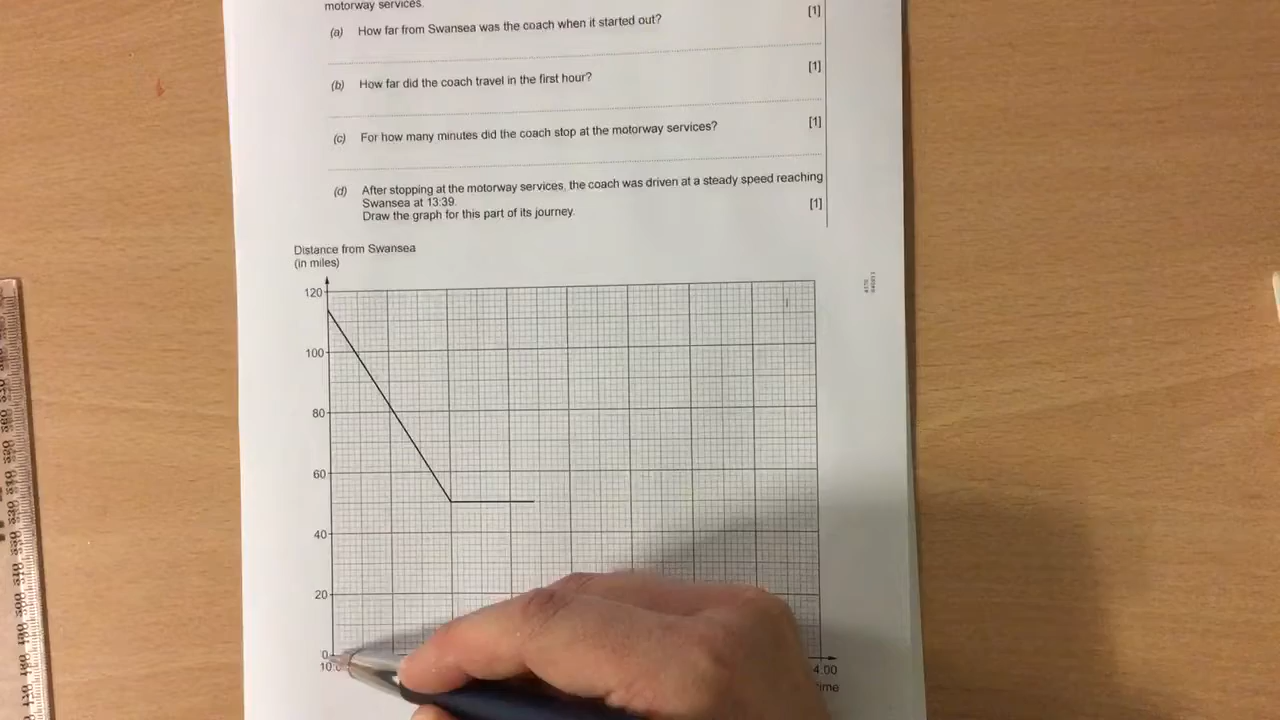 motorway services.
(a) How far from Swansea was the coach when it started out? [1]
(b) How far did the coach travel in the first hour? [1]
(c) For how many minutes did the coach stop at the motorway services? [1]
(d) After stopping at the motorway services, the coach was driven at a steady speed reaching
Swansea at 13:39.
Draw the graph for this part of its journey. [1]
Distance from Swansea
(in miles)
120
100
80
60
40
20
0
4.00